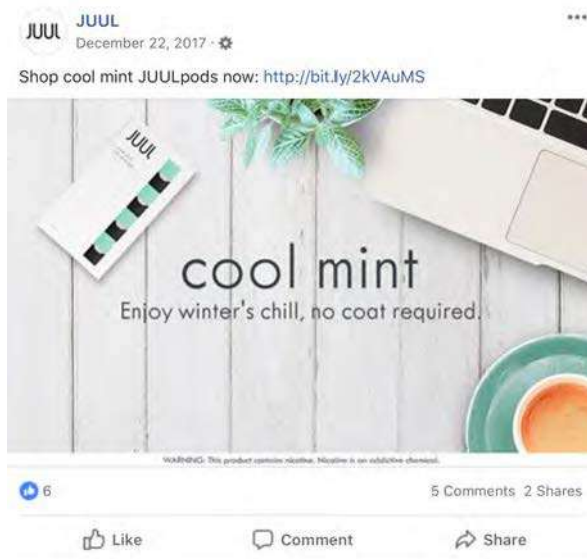 JUUL
JUUL
December 22, 2017 ·
Shop cool mint JUULpods now: http://bit.ly/2kVAuMS
JUUL
cool mint
Enjoy winter's chill, no coat required.
WARNING: This product contains nicotine. Nicotine is an addictive chemical.
6
5 Comments 2 Shares
Like Comment Share